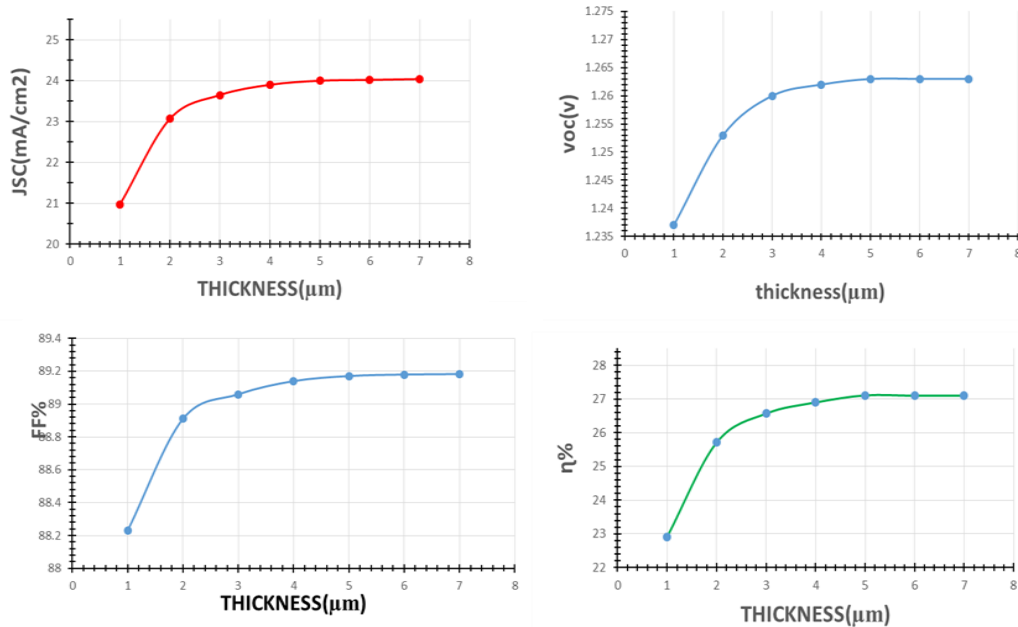 JSC(mA/cm2)
25
24
23
22
21
20
0 1 2 3 4 5 6 7 8
THICKNESS(µm)
voc(v)
1.275
1.27
1.265
1.26
1.255
1.25
1.245
1.24
1.235
0 1 2 3 4 5 6 7 8
thickness(µm)
FF%
89.4
89.2
89
88.8
88.6
88.4
88.2
88
0 1 2 3 4 5 6 7 8
THICKNESS(µm)
η%
28
27
26
25
24
23
22
0 1 2 3 4 5 6 7 8
THICKNESS(µm)